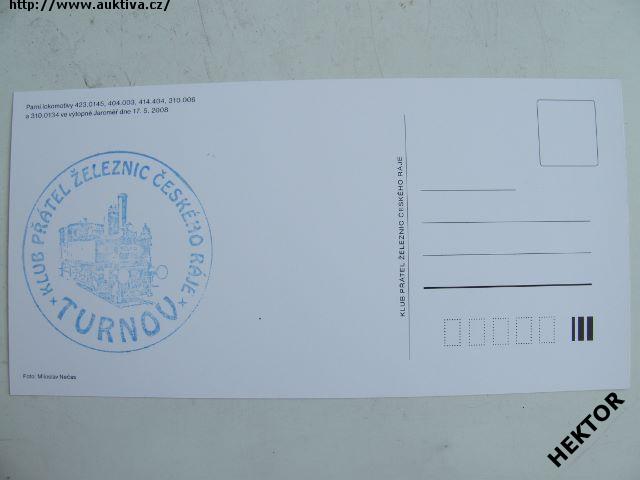 http://www.auktiva.cz/
Parní lokomotivy 423.0145, 404.003, 414.404, 310.006
a 310.0134 ve výtopně Jaroměř dne 17. 5. 2008
* KLUB PŘÁTEL ŽELEZNIC ČESKÉHO RÁJE *
TURNOV
KLUB PŘÁTEL ŽELEZNIC ČESKÉHO RÁJE
Foto: Miloslav Nečas
HEKTOR